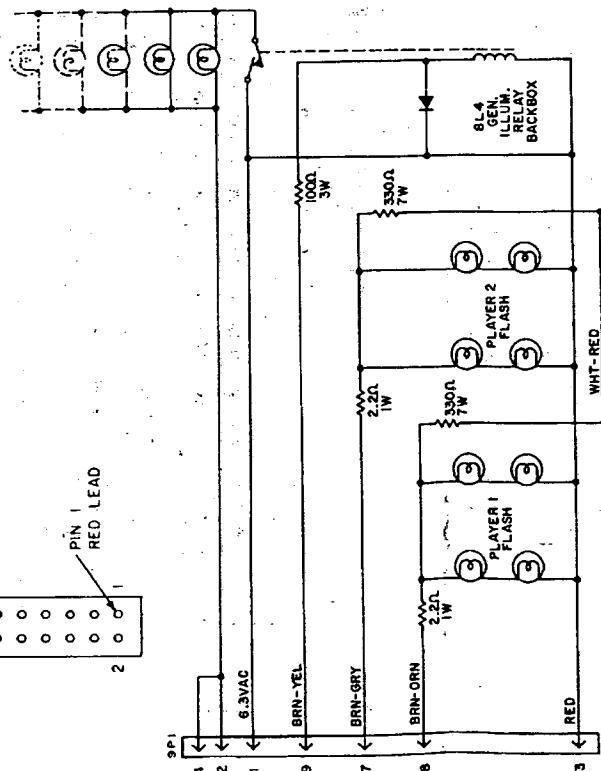 PIN 1
RED LEAD
1
2
8L4
GEN.
ILLUM.
RELAY
BACKBOX
100Ω
3W
330Ω
7W
PLAYER 2
FLASH
2.2Ω
1W
330Ω
7W
WHT-RED
PLAYER 1
FLASH
2.2Ω
1W
9P1
6.3VAC
BRN-YEL
BRN-GRY
BRN-ORN
RED
2
9
7
8
3